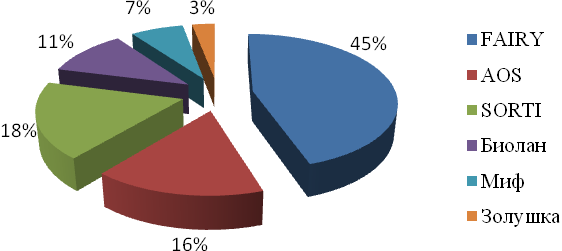 7%
3%
11%
45%
18%
16%
FAIRY
AOS
SORTI
Биолан
Миф
Золушка